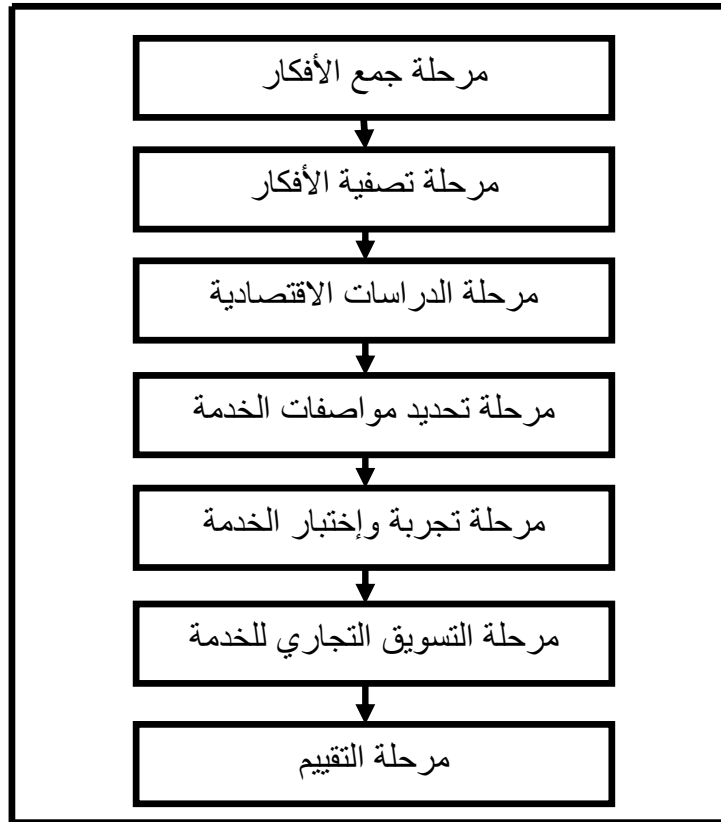 مرحلة جمع الأفكار
مرحلة تصفية الأفكار
مرحلة الدراسات الاقتصادية
مرحلة تحديد مواصفات الخدمة
مرحلة تجربة وإختبار الخدمة
مرحلة التسويق التجاري للخدمة
مرحلة التقييم